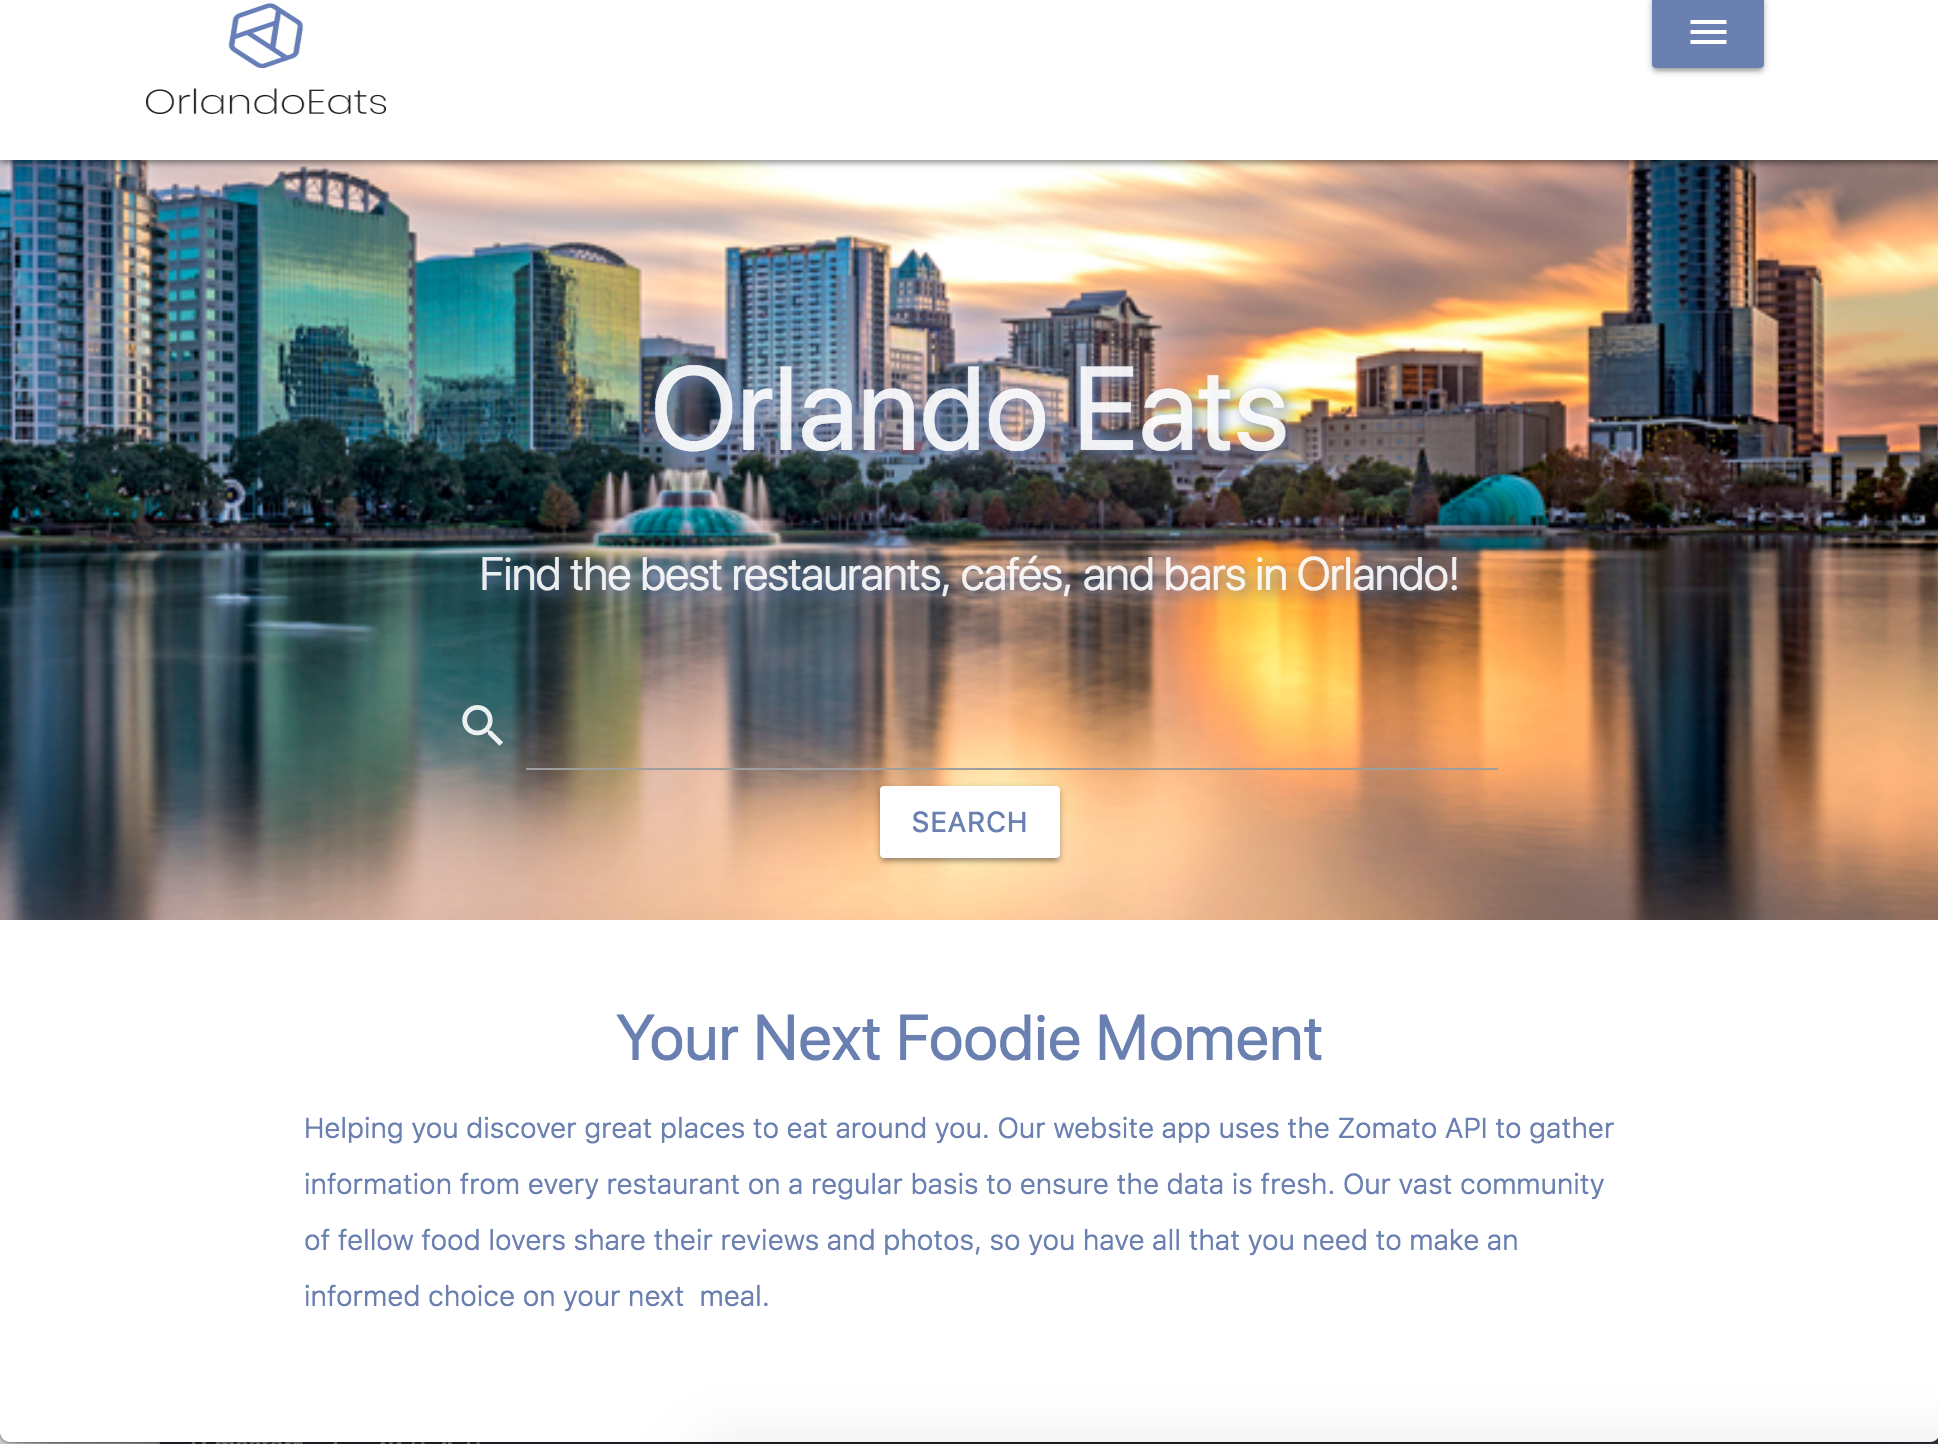 OrlandoEats
Orlando Eats
Find the best restaurants, cafés, and bars in Orlando!
SEARCH
Your Next Foodie Moment
Helping you discover great places to eat around you. Our website app uses the Zomato API to gather
information from every restaurant on a regular basis to ensure the data is fresh. Our vast community
of fellow food lovers share their reviews and photos, so you have all that you need to make an
informed choice on your next  meal.